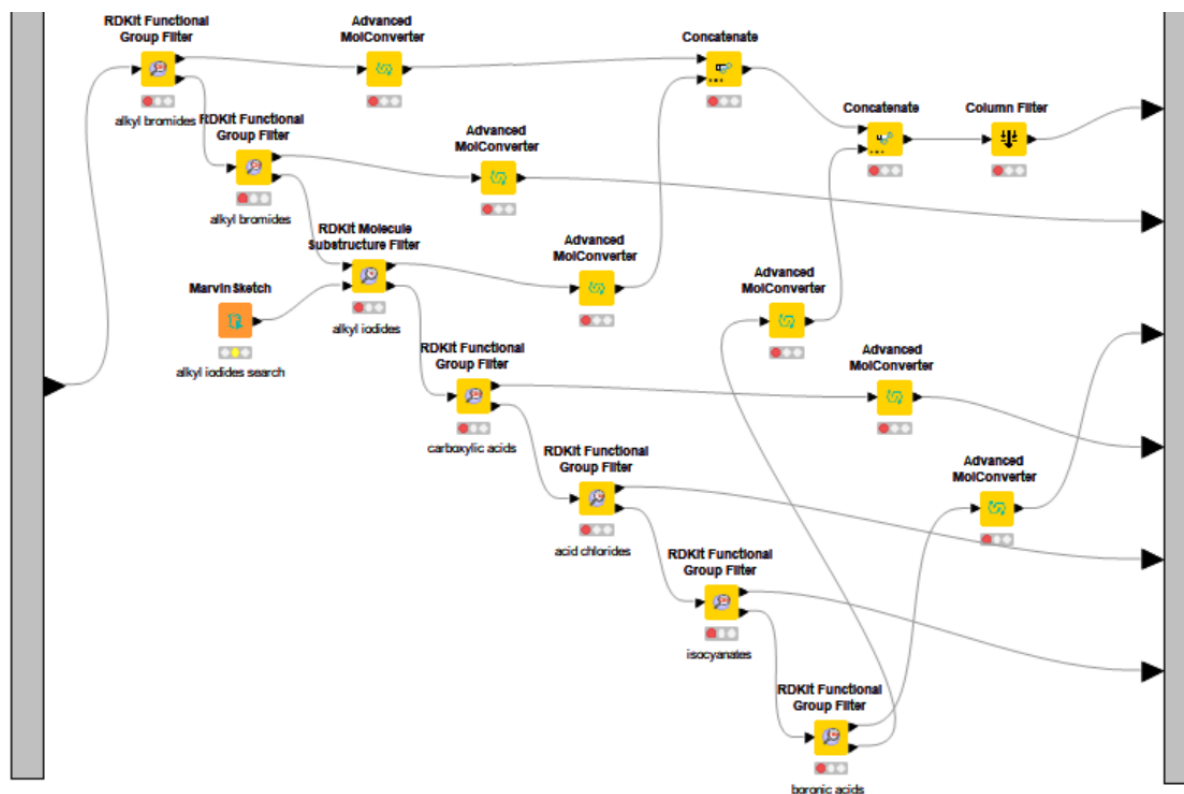 RDKit Functional
Group Filter
alkyl bromides
Advanced
MolConverter
Concatenate
RDKit Functional
Group Filter
alkyl bromides
Advanced
MolConverter
Concatenate
Column Filter
RDKit Molecule
Substructure Filter
alkyl iodides
Marvin Sketch
alkyl iodides search
Advanced
MolConverter
Advanced
MolConverter
RDKit Functional
Group Filter
carboxylic acids
Advanced
MolConverter
RDKit Functional
Group Filter
acid chlorides
Advanced
MolConverter
RDKit Functional
Group Filter
isocyanates
RDKit Functional
Group Filter
boronic acids